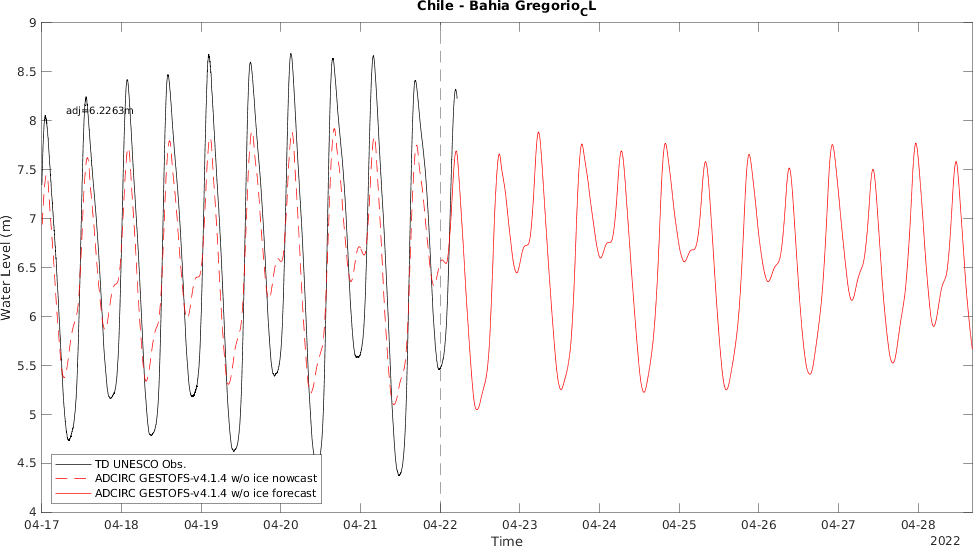 Chile - Bahia Gregorio_CL
9
8.5
8
7.5
7
6.5
6
5.5
5
4.5
4
Water Level (m)
adj=6.2263m
TD UNESCO Obs.
ADCIRC GESTOFS-v4.1.4 w/o ice nowcast
ADCIRC GESTOFS-v4.1.4 w/o ice forecast
04-17 04-18 04-19 04-20 04-21 04-22 04-23 04-24 04-25 04-26 04-27 04-28
Time
2022